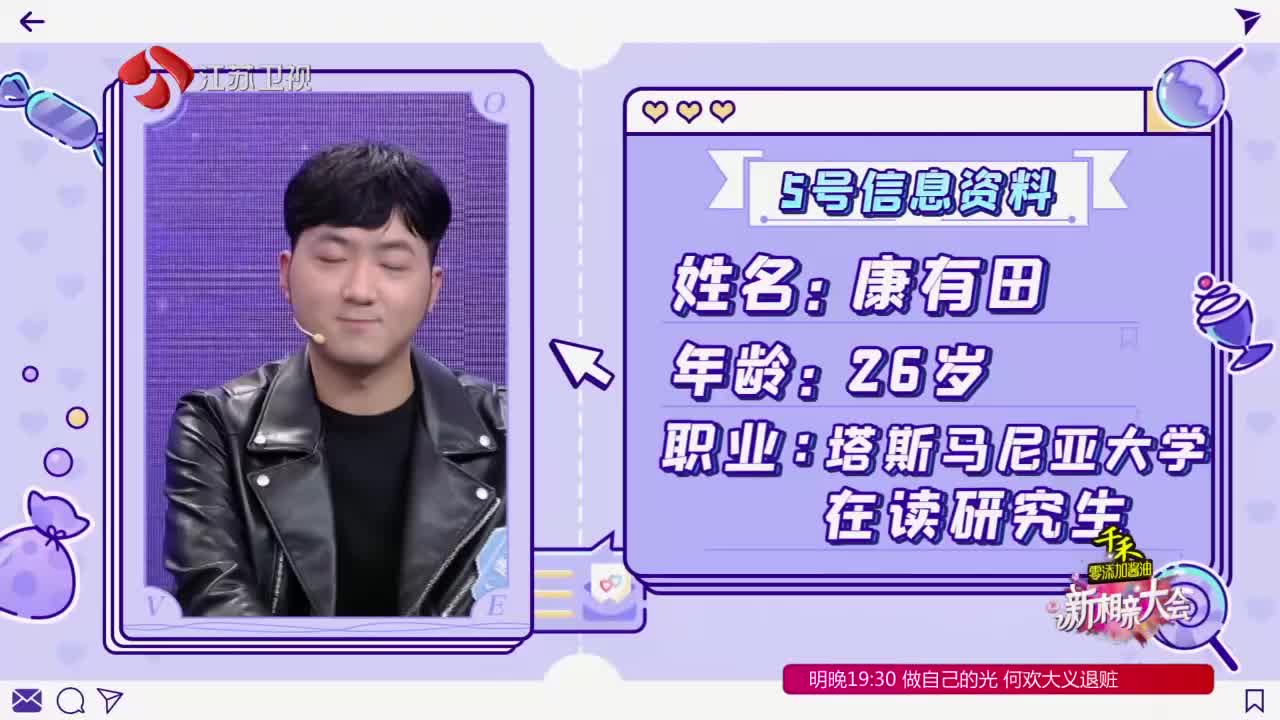 江苏卫视
O
V
E
5号信息资料
姓名：康有田
年龄：26岁
职业：塔斯马尼亚大学
在读研究生
千禾
零添加酱油
新相亲大会
明晚19:30 做自己的光 何欢大义退赃